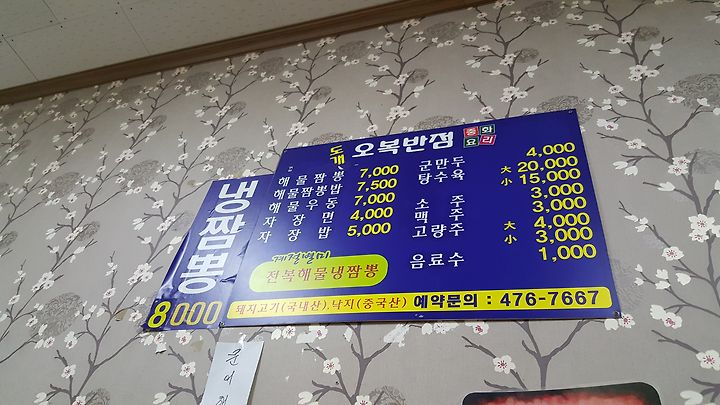 냉짬뽕
8000
도개 오복반점 중화요리
해물짬뽕 7,000
해물짬뽕밥 7,500
해물우동 7,000
자장면 4,000
자장밥 5,000
계절별미
전복해물냉짬뽕
군만두 4,000
탕수육 大 20,000
小 15,000
소주 3,000
맥주 3,000
고량주 大 4,000
小 3,000
음료수 1,000
돼지고기(국내산),낙지(중국산) 예약문의 : 476-7667